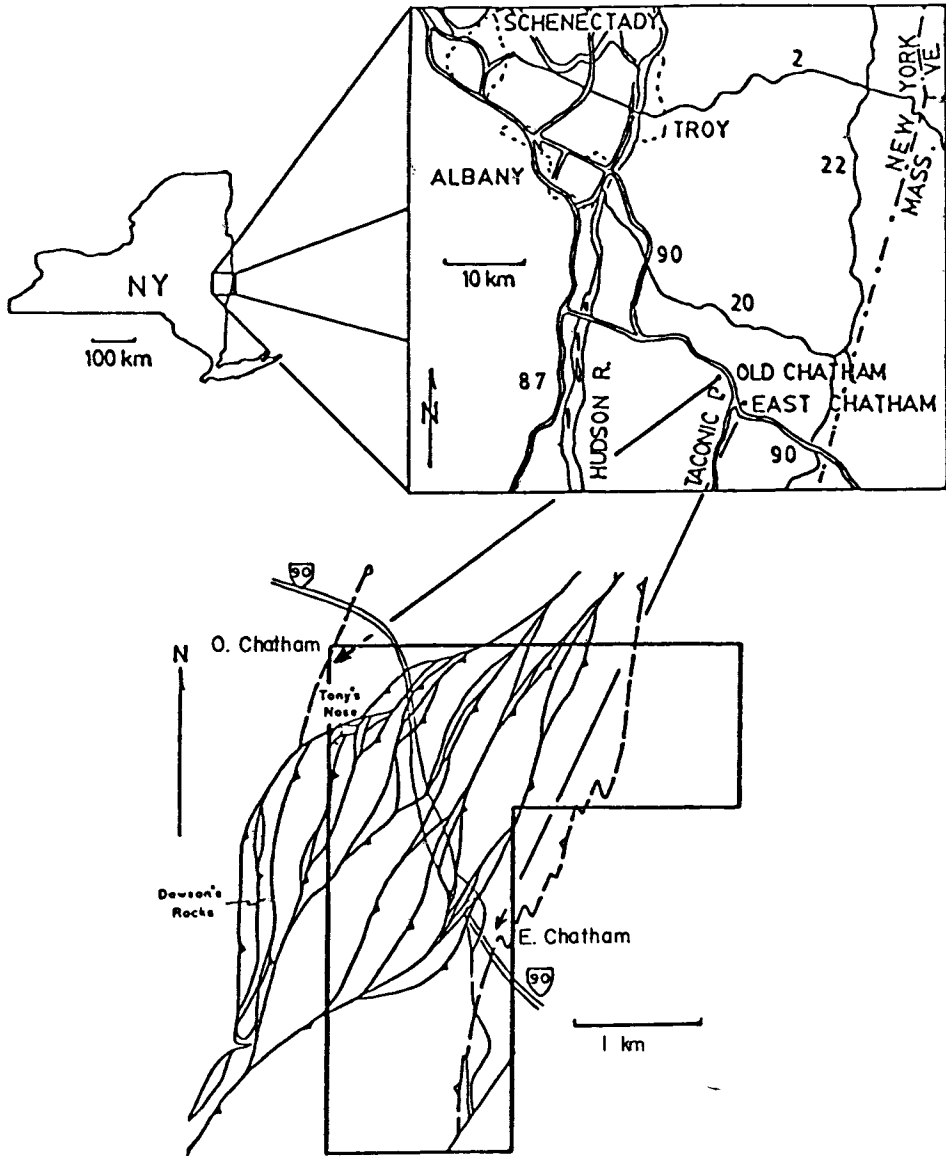 SCHENECTADY
2
NEW YORK
VE.
MASS.
TROY
22
ALBANY
10 km
90
20
NY
100 km
N
87
HUDSON R.
OLD CHATHAM
TACONIC P.
EAST CHATHAM
90
90
O. Chatham
N
Tony's
Nose
Dawson's
Rocks
E. Chatham
90
1 km